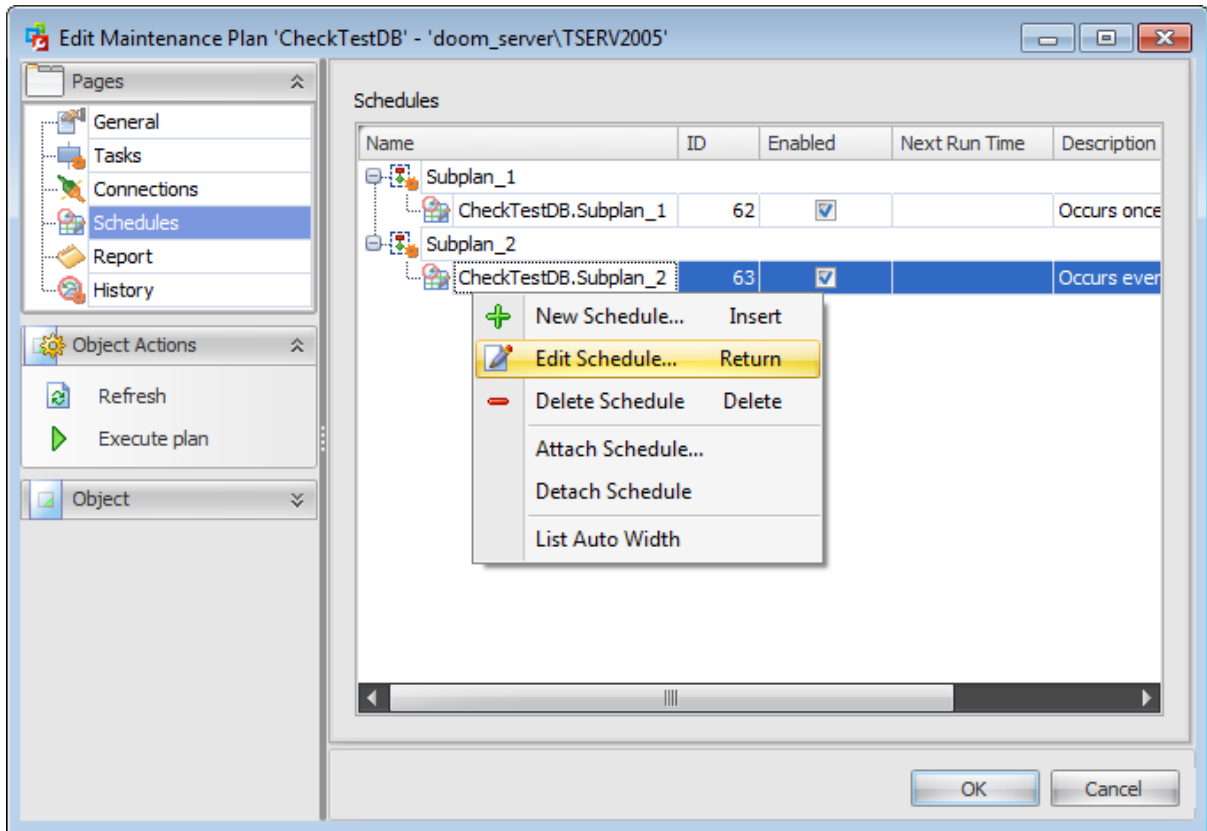 Edit Maintenance Plan 'CheckTestDB' - 'doom_server\TSERV2005'
Pages
General
Tasks
Connections
Schedules
Report
History
Object Actions
Refresh
Execute plan
Object
Schedules
Name ID Enabled Next Run Time Description
Subplan_1
CheckTestDB.Subplan_1 62 Occurs once
Subplan_2
CheckTestDB.Subplan_2 63 Occurs ever
New Schedule... Insert
Edit Schedule... Return
Delete Schedule Delete
Attach Schedule...
Detach Schedule
List Auto Width
OK Cancel